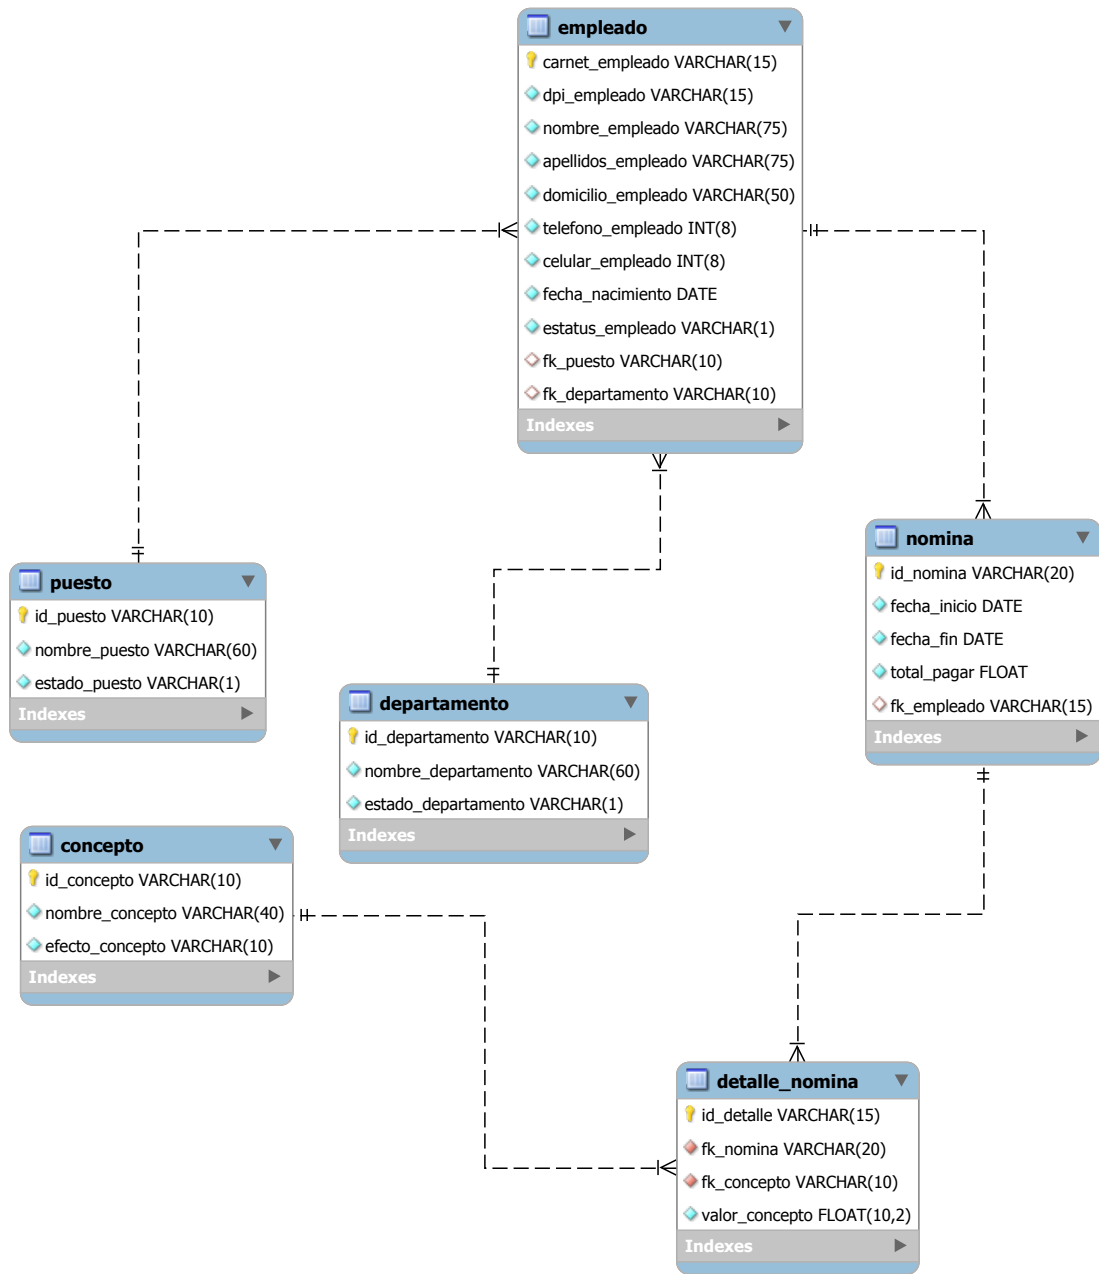 empleado
carnet_empleado VARCHAR(15)
dpi_empleado VARCHAR(15)
nombre_empleado VARCHAR(75)
apellidos_empleado VARCHAR(75)
domicilio_empleado VARCHAR(50)
telefono_empleado INT(8)
celular_empleado INT(8)
fecha_nacimiento DATE
estatus_empleado VARCHAR(1)
fk_puesto VARCHAR(10)
fk_departamento VARCHAR(10)
Indexes
puesto
id_puesto VARCHAR(10)
nombre_puesto VARCHAR(60)
estado_puesto VARCHAR(1)
Indexes
nomina
id_nomina VARCHAR(20)
fecha_inicio DATE
fecha_fin DATE
total_pagar FLOAT
fk_empleado VARCHAR(15)
Indexes
departamento
id_departamento VARCHAR(10)
nombre_departamento VARCHAR(60)
estado_departamento VARCHAR(1)
Indexes
concepto
id_concepto VARCHAR(10)
nombre_concepto VARCHAR(40)
efecto_concepto VARCHAR(10)
Indexes
detalle_nomina
id_detalle VARCHAR(15)
fk_nomina VARCHAR(20)
fk_concepto VARCHAR(10)
valor_concepto FLOAT(10,2)
Indexes